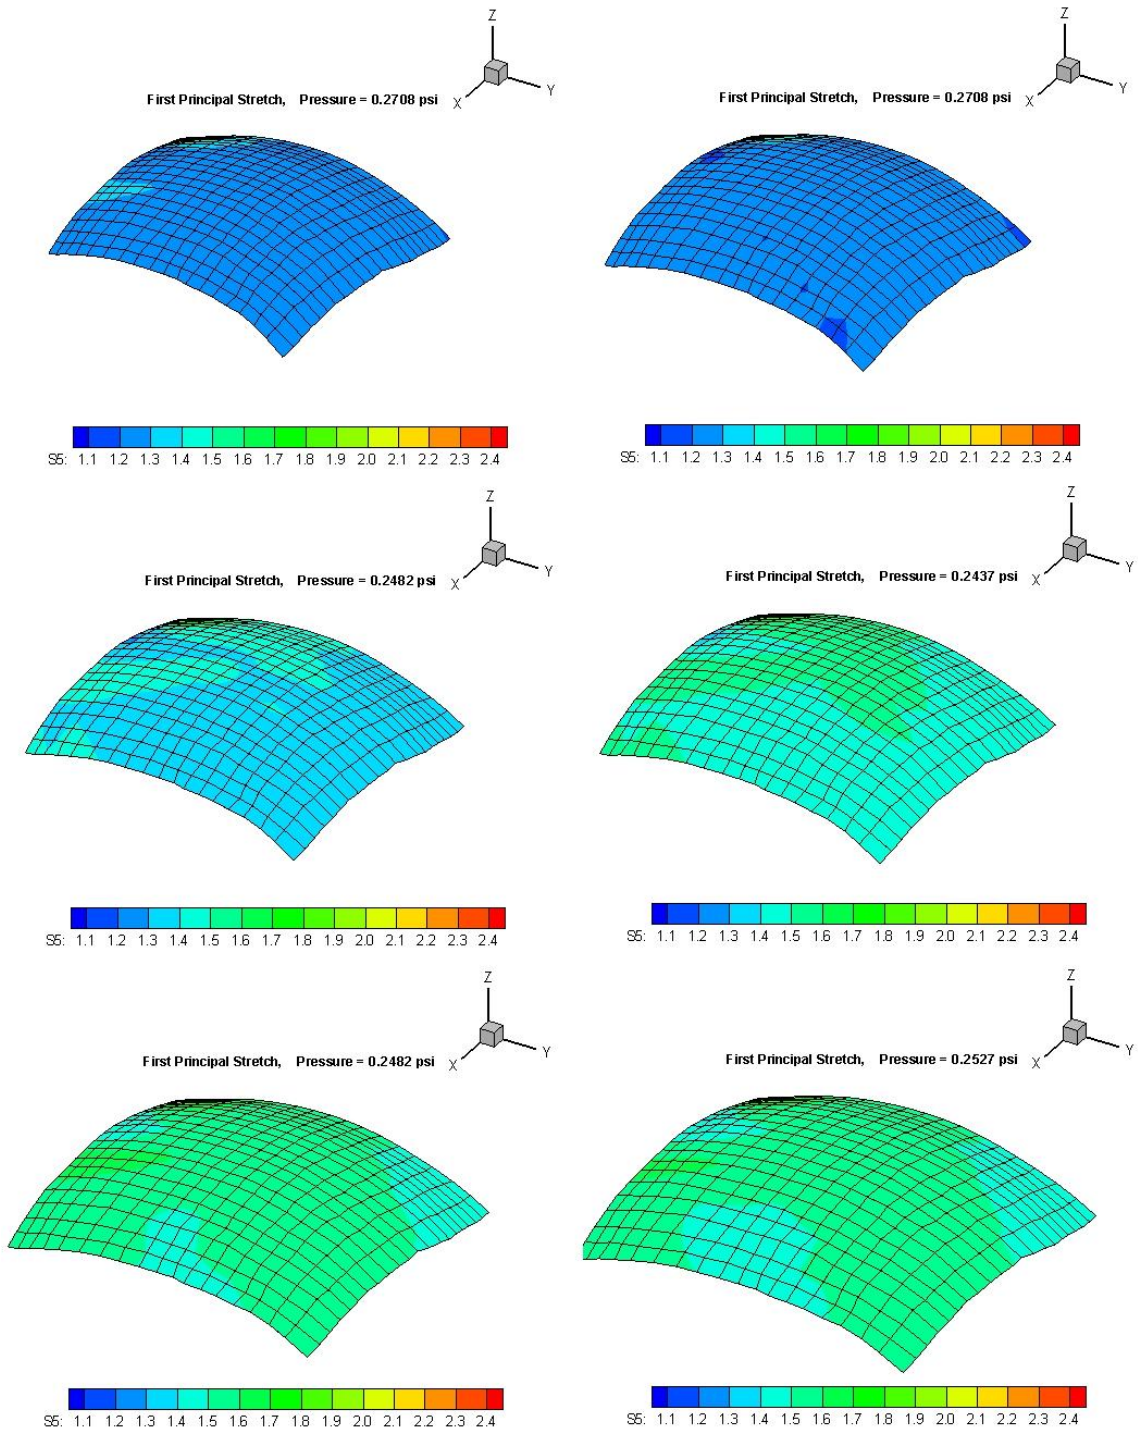 Z
Y
X
First Principal Stretch, Pressure = 0.2708 psi
S5: 1.1 1.2 1.3 1.4 1.5 1.6 1.7 1.8 1.9 2.0 2.1 2.2 2.3 2.4
Z
Y
X
First Principal Stretch, Pressure = 0.2708 psi
S5: 1.1 1.2 1.3 1.4 1.5 1.6 1.7 1.8 1.9 2.0 2.1 2.2 2.3 2.4
Z
Y
X
First Principal Stretch, Pressure = 0.2482 psi
S5: 1.1 1.2 1.3 1.4 1.5 1.6 1.7 1.8 1.9 2.0 2.1 2.2 2.3 2.4
Z
Y
X
First Principal Stretch, Pressure = 0.2437 psi
S5: 1.1 1.2 1.3 1.4 1.5 1.6 1.7 1.8 1.9 2.0 2.1 2.2 2.3 2.4
Z
Y
X
First Principal Stretch, Pressure = 0.2482 psi
S5: 1.1 1.2 1.3 1.4 1.5 1.6 1.7 1.8 1.9 2.0 2.1 2.2 2.3 2.4
Z
Y
X
First Principal Stretch, Pressure = 0.2527 psi
S5: 1.1 1.2 1.3 1.4 1.5 1.6 1.7 1.8 1.9 2.0 2.1 2.2 2.3 2.4